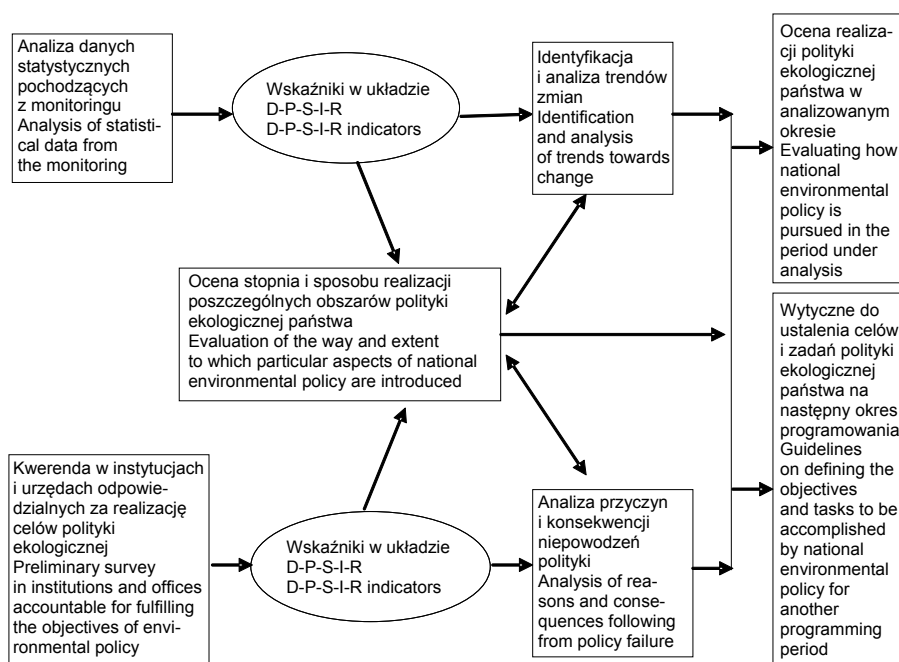 Analiza danych
statystycznych
pochodzących
z monitoringu
Analysis of statisti-
cal data from
the monitoring
Wskaźniki w układzie
D-P-S-I-R
D-P-S-I-R indicators
Identyfikacja
i analiza trendów
zmian
Identification
and analysis
of trends towards
change
Ocena realiza-
cji polityki
ekologicznej
państwa w
analizowanym
okresie
Evaluating how
national
environmental
policy is
pursued in the
period under
analysis
Ocena stopnia i sposobu realizacji
poszczególnych obszarów polityki
ekologicznej państwa
Evaluation of the way and extent
to which particular aspects of national
environmental policy are introduced
Wytyczne do
ustalenia celów
i zadań polityki
ekologicznej
państwa na
następny okres
programowania
Guidelines
on defining the
objectives
and tasks to be
accomplished
by national
environmental
policy for
another
programming
period
Kwerenda w instytucjach
i urzędach odpowie-
dzialnych za realizację
celów polityki
ekologicznej
Preliminary survey
in institutions and offices
accountable for fulfilling
the objectives of envi-
ronmental policy
Wskaźniki w układzie
D-P-S-I-R
D-P-S-I-R indicators
Analiza przyczyn
i konsekwencji
niepowodzeń
polityki
Analysis of rea-
sons and conse-
quences following
from policy failure